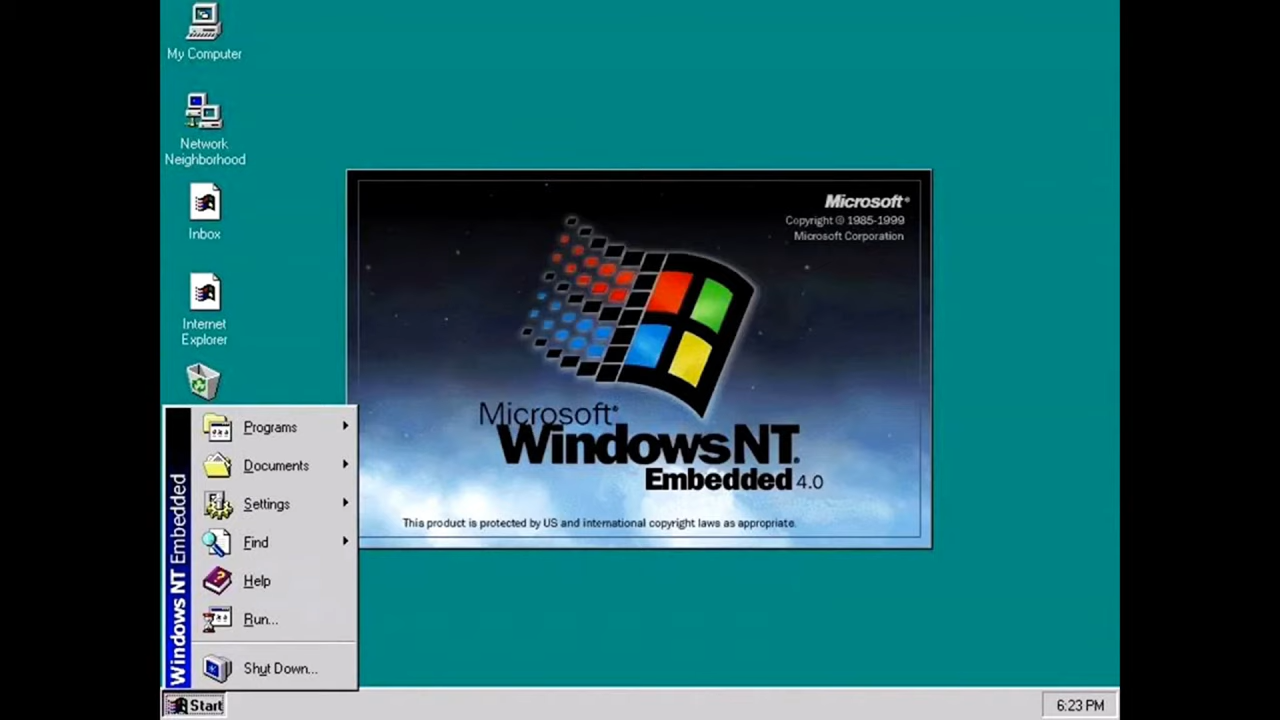 My Computer
Network
Neighborhood
Inbox
Internet
Explorer
Microsoft®
Copyright © 1985-1999
Microsoft Corporation
Microsoft®
Windows NT®
Embedded 4.0
This product is protected by US and international copyright laws as appropriate.
Windows NT Embedded
Programs
Documents
Settings
Find
Help
Run...
Shut Down...
Start
6:23 PM